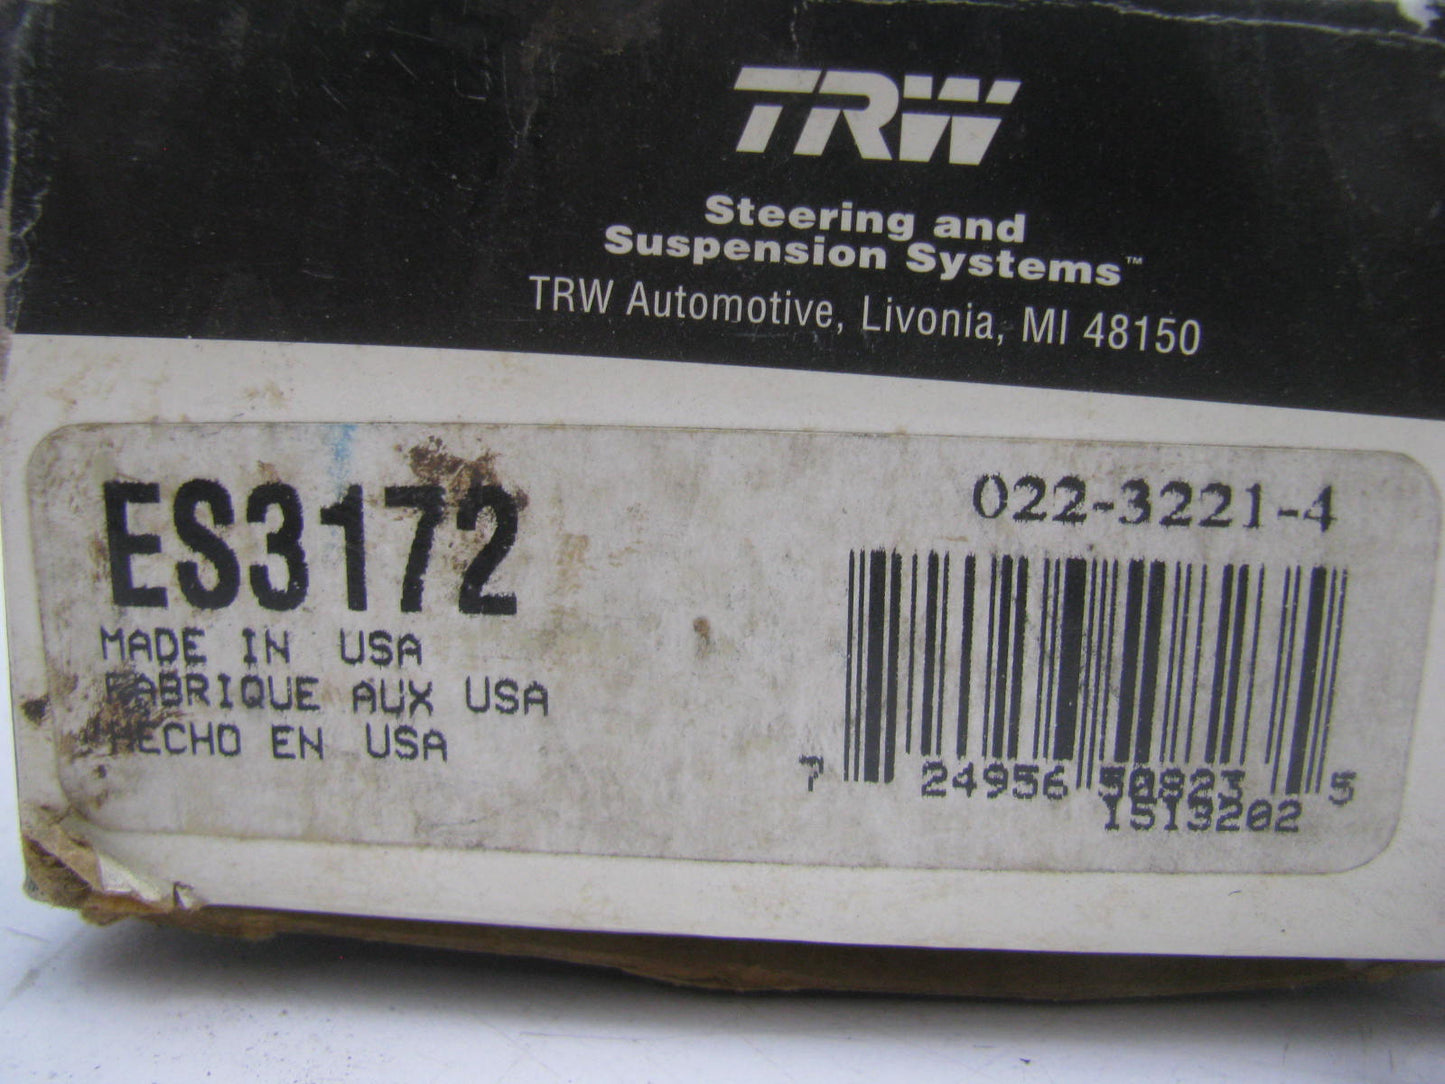 TRW
Steering and
Suspension Systems™
TRW Automotive, Livonia, MI 48150
ES3172
MADE IN USA
FABRIQUE AUX USA
HECHO EN USA
022-3221-4
7 24956 50823 5
1513202